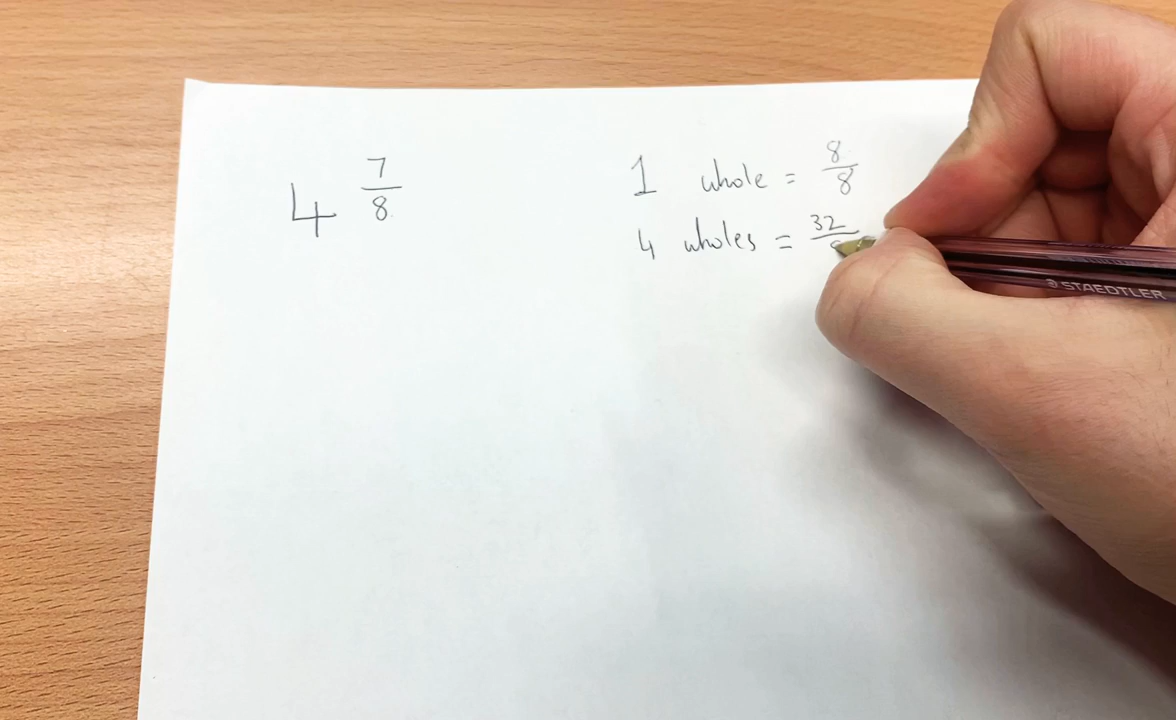 4 7/8
1 whole = 8/8
4 wholes = 32/
STAEDTLER